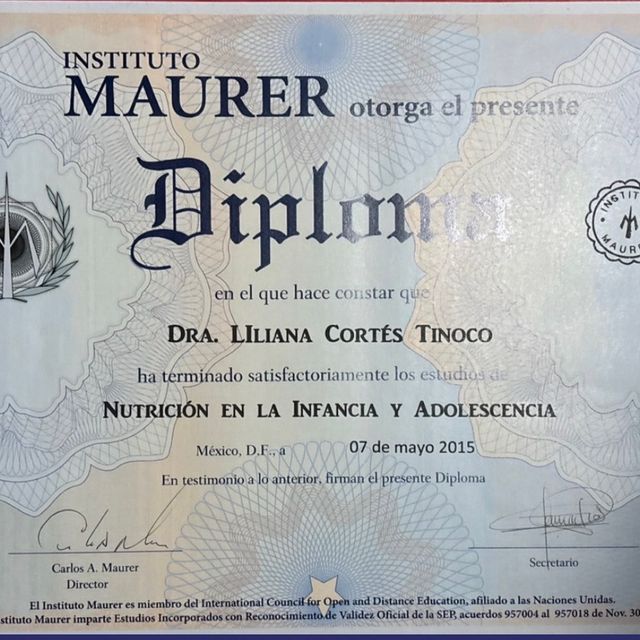 INSTITUTO
MAURER otorga el presente
Diploma
en el que hace constar que
DRA. LILIANA CORTÉS TINOCO
ha terminado satisfactoriamente los estudios de
NUTRICIÓN EN LA INFANCIA Y ADOLESCENCIA
México, D.F., a 07 de mayo 2015
En testimonio a lo anterior, firman el presente Diploma
Carlos A. Maurer
Director
Secretario
El Instituto Maurer es miembro del International Council for Open and Distance Education, afiliado a las Naciones Unidas.
stituto Maurer imparte Estudios Incorporados con Reconocimiento de Validez Oficial de la SEP, acuerdos 957004 al 957018 de Nov. 30
INSTIT
MAURE